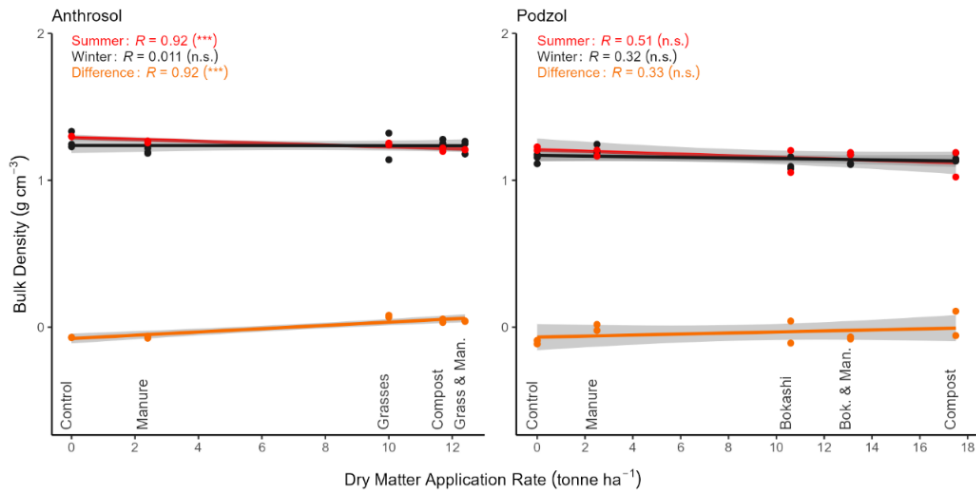 Anthrosol
Summer: R = 0.92 (***)
Winter: R = 0.011 (n.s.)
Difference: R = 0.92 (***)
Podzol
Summer: R = 0.51 (n.s.)
Winter: R = 0.32 (n.s.)
Difference: R = 0.33 (n.s.)
Bulk Density (g cm⁻³)
2
1
0
Control
Manure
Grasses
Compost
Grass & Man.
0 2 4 6 8 10 12
2
1
0
Control
Manure
Bokashi
Bok. & Man.
Compost
0 2 4 6 8 10 12 14 16 18
Dry Matter Application Rate (tonne ha⁻¹)